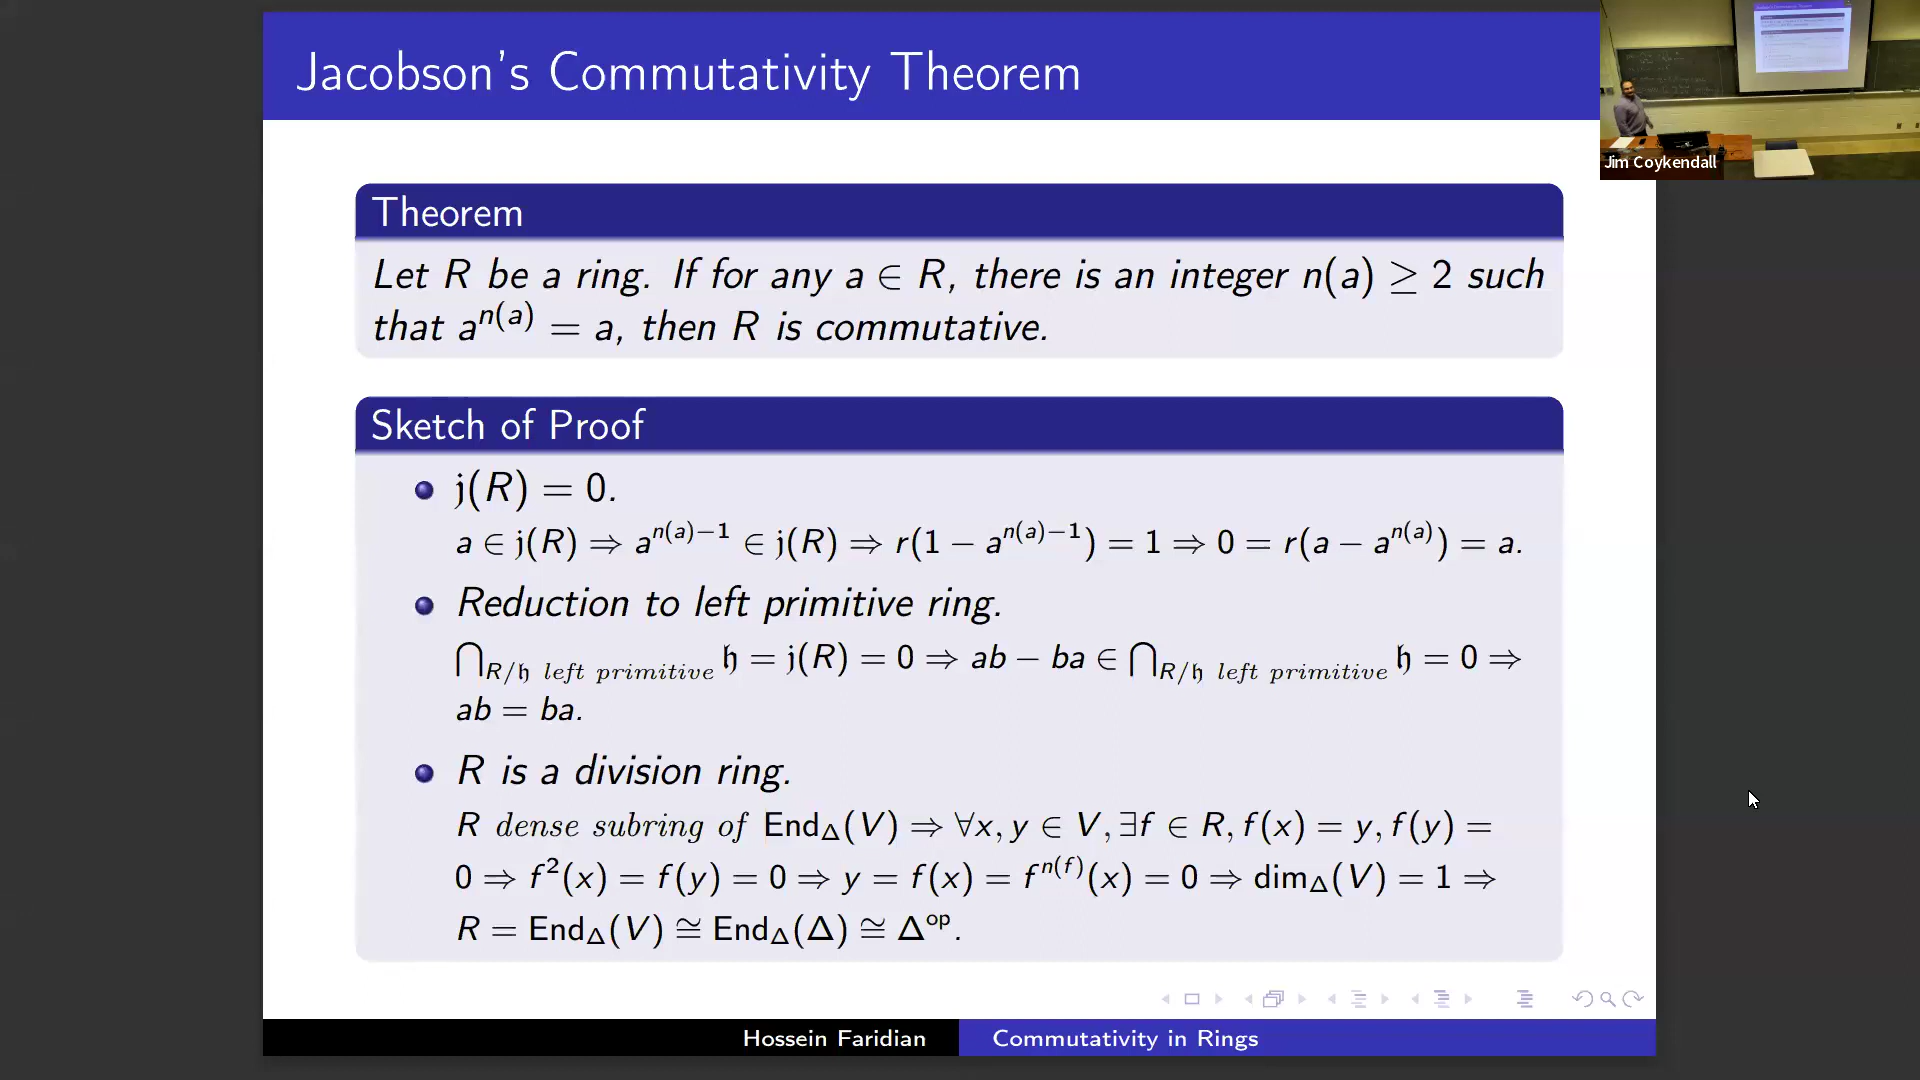 Jacobson's Commutativity Theorem
Jim Coykendall
Theorem
Let R be a ring. If for any a ∈ R, there is an integer n(a) ≥ 2 such
that a^{n(a)} = a, then R is commutative.
Sketch of Proof
𝔧(R) = 0.
a ∈ 𝔧(R) ⇒ a^{n(a)−1} ∈ 𝔧(R) ⇒ r(1 − a^{n(a)−1}) = 1 ⇒ 0 = r(a − a^{n(a)}) = a.
Reduction to left primitive ring.
⋂_{R/𝔥 left primitive} 𝔥 = 𝔧(R) = 0 ⇒ ab − ba ∈ ⋂_{R/𝔥 left primitive} 𝔥 = 0 ⇒
ab = ba.
R is a division ring.
R dense subring of End_Δ(V) ⇒ ∀x, y ∈ V, ∃f ∈ R, f(x) = y, f(y) =
0 ⇒ f²(x) = f(y) = 0 ⇒ y = f(x) = f^{n(f)}(x) = 0 ⇒ dim_Δ(V) = 1 ⇒
R = End_Δ(V) ≅ End_Δ(Δ) ≅ Δ^{op}.
Hossein Faridian
Commutativity in Rings